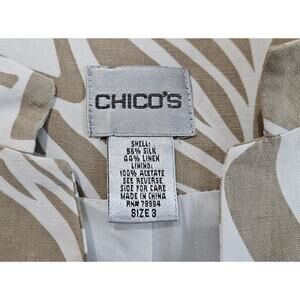 CHICO'S
SHELL:
56% SILK
44% LINEN
LINING:
100% ACETATE
SEE REVERSE
SIDE FOR CARE
MADE IN CHINA
RN# 79984
SIZE 3